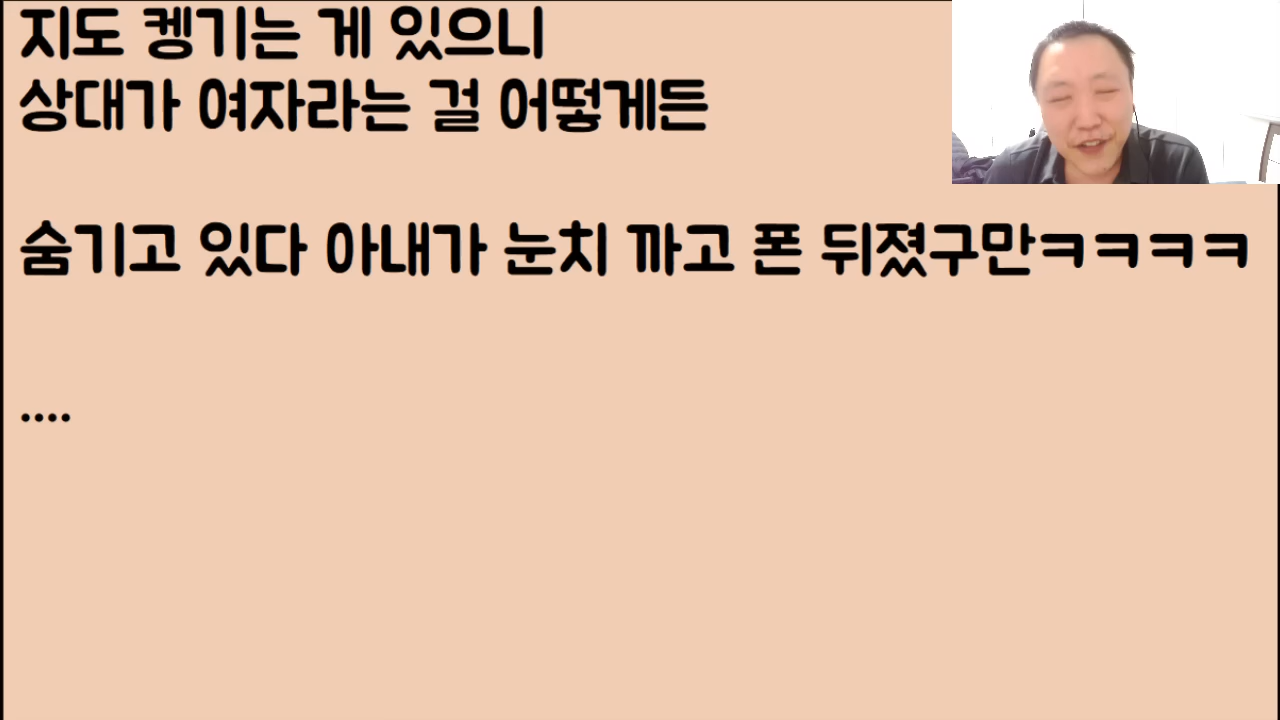 지도 켕기는 게 있으니
상대가 여자라는 걸 어떻게든
숨기고 있다 아내가 눈치 까고 폰 뒤졌구만ㅋㅋㅋㅋ
....